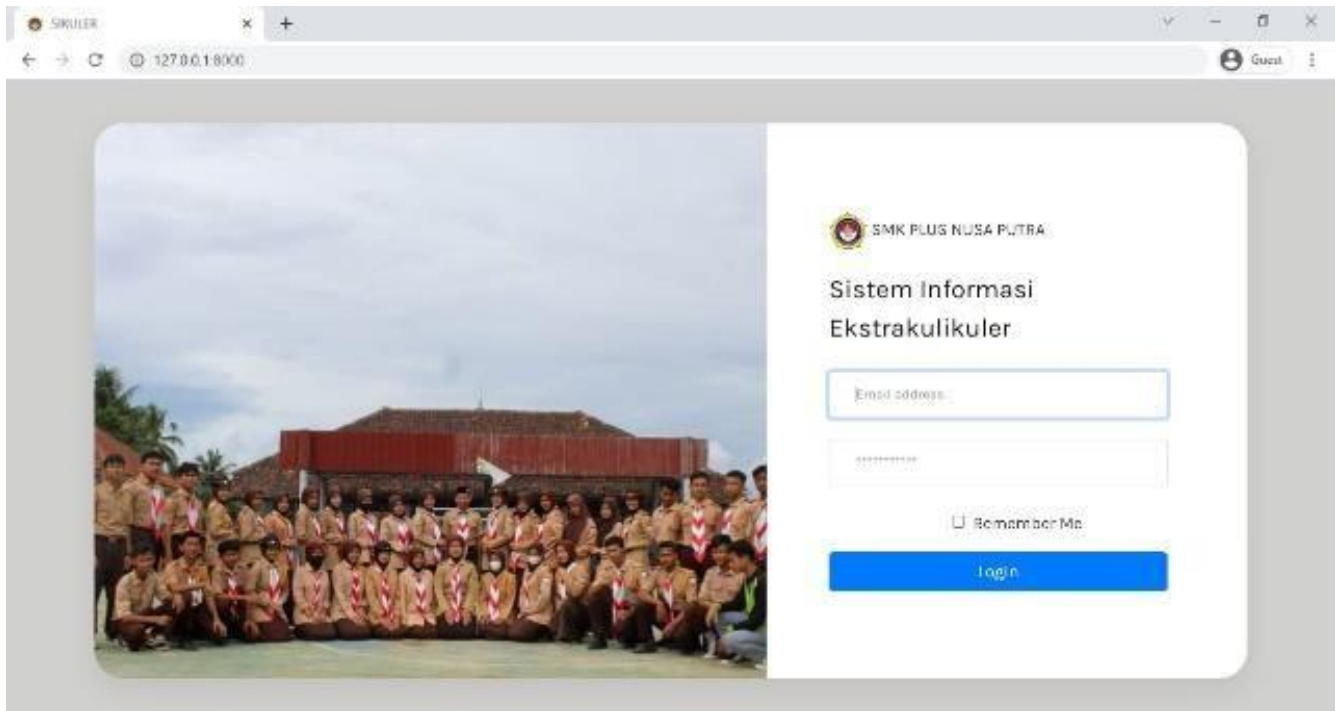 SIKULER
127.0.0.1:8000
Guest
SMK PLUS NUSA PUTRA
Sistem Informasi
Ekstrakulikuler
Email address
***********
Remember Me
Login